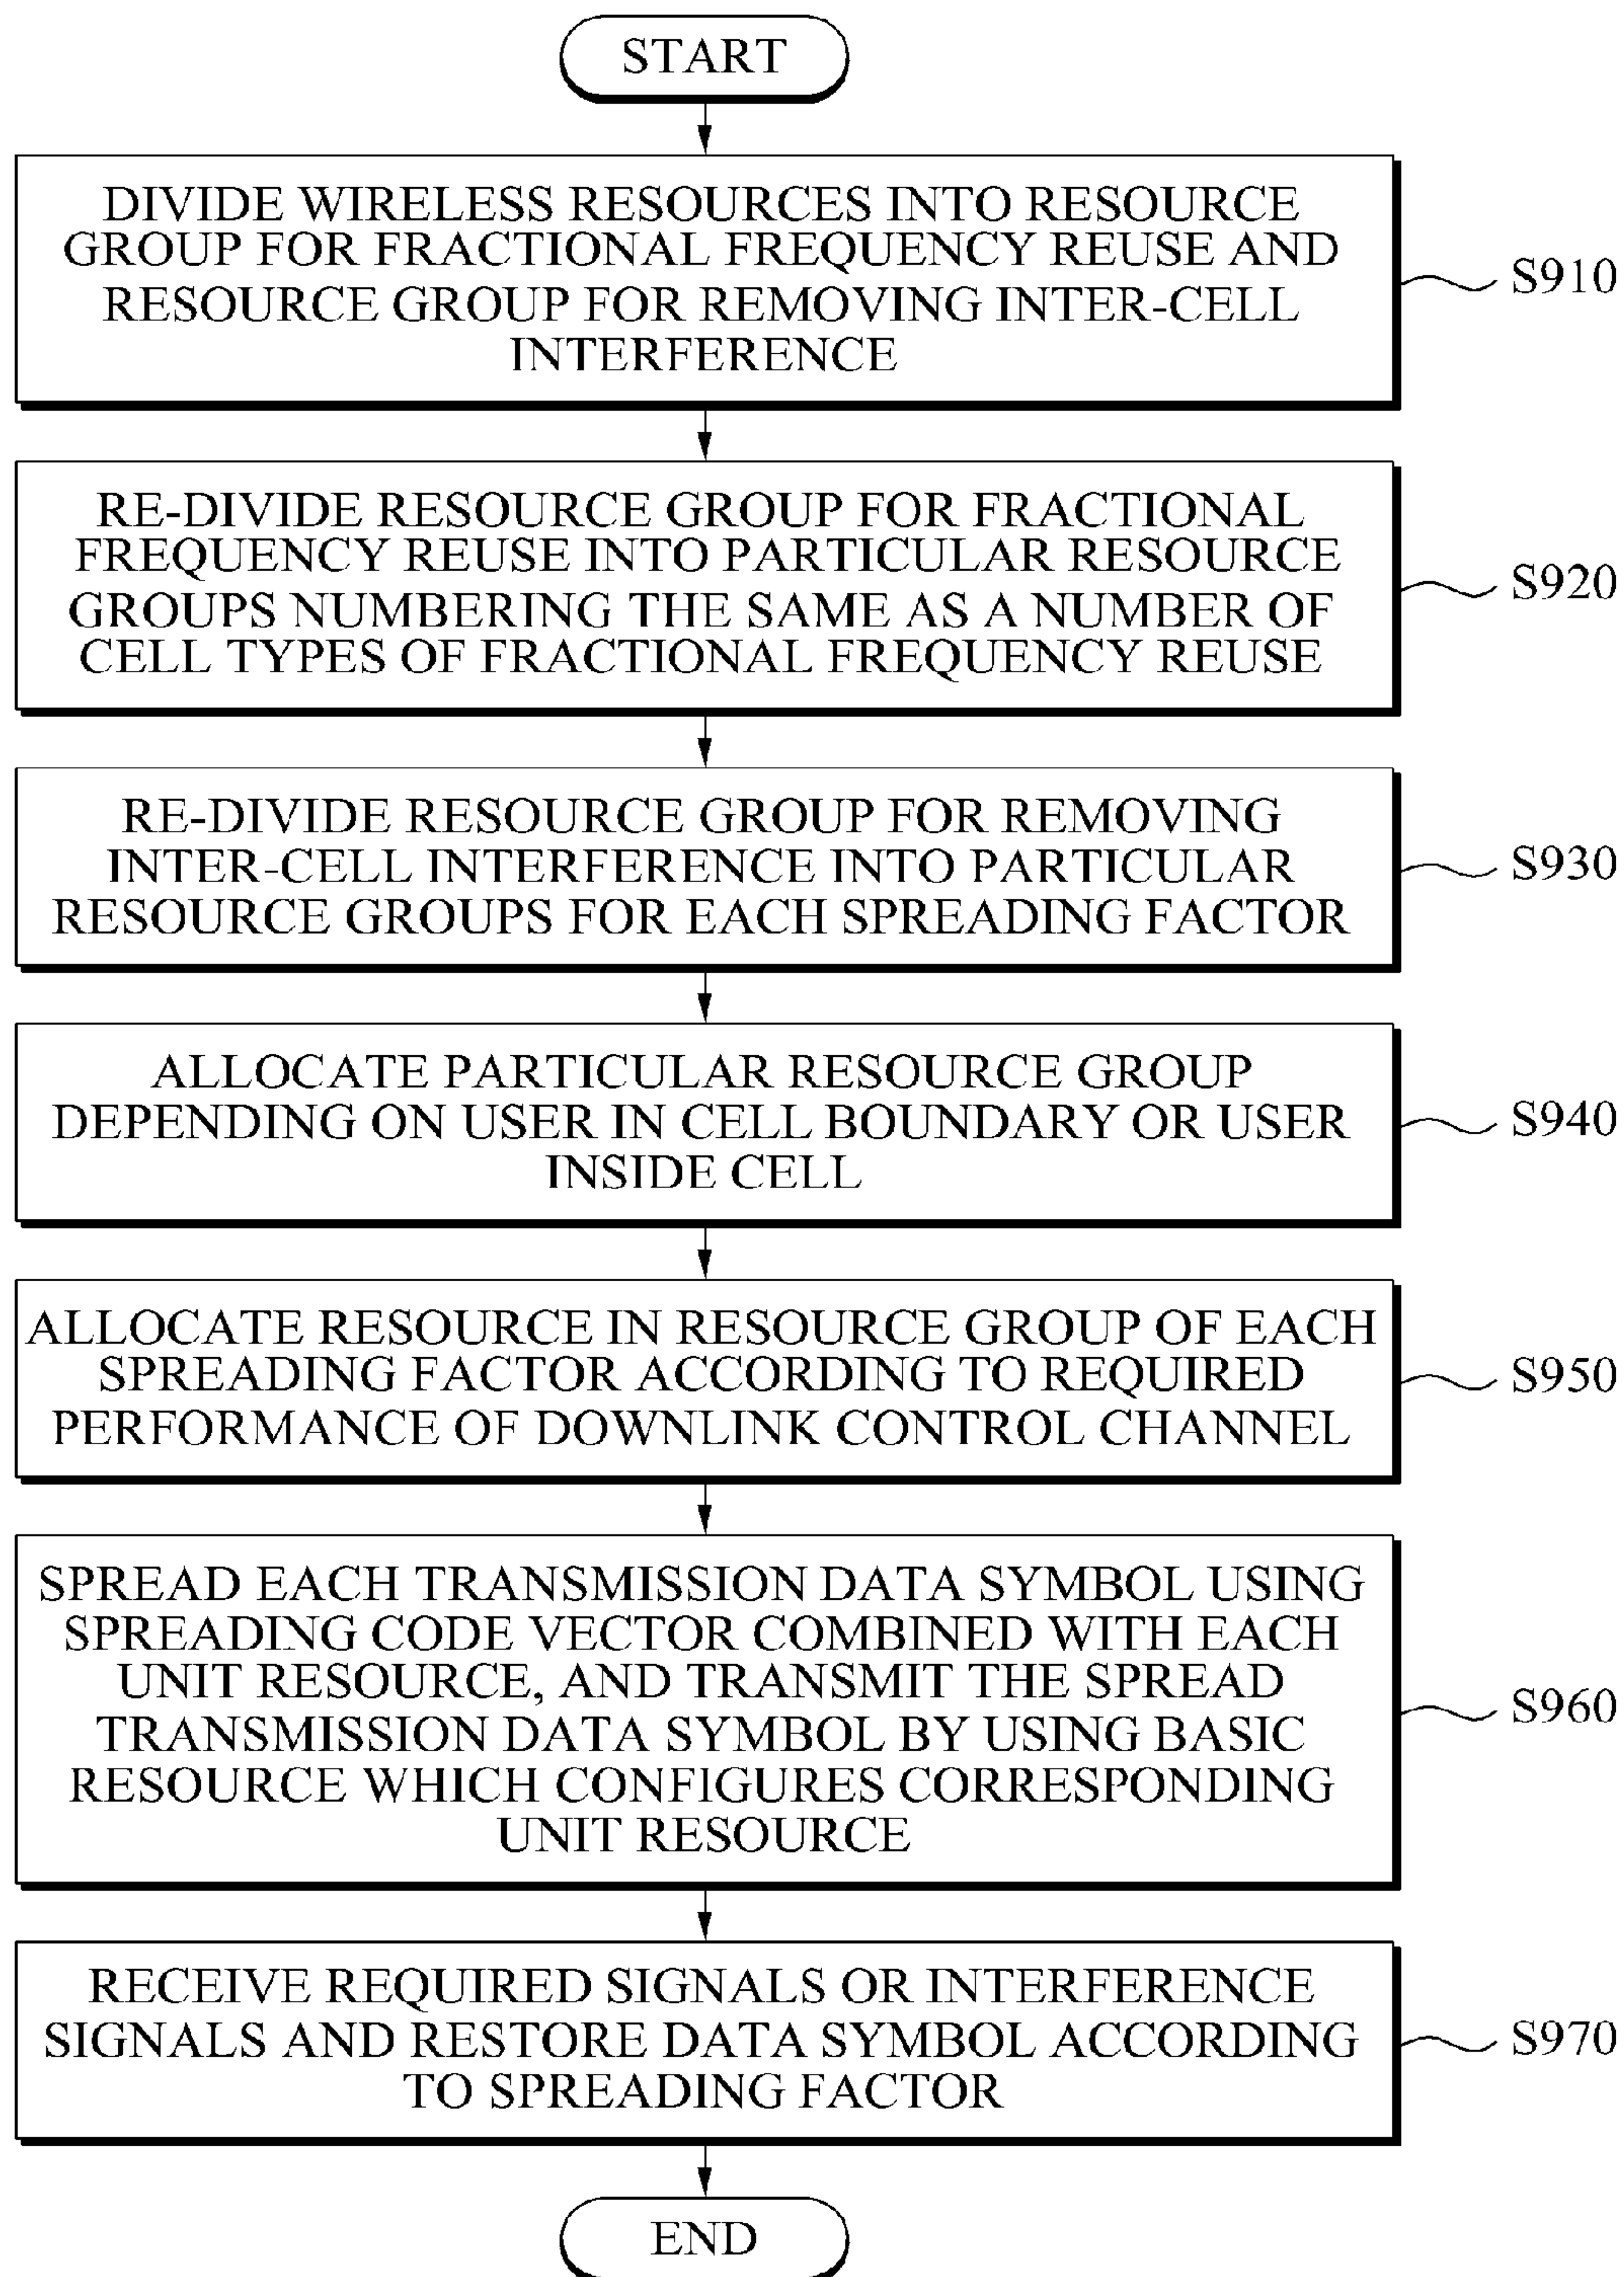 START
DIVIDE WIRELESS RESOURCES INTO RESOURCE
GROUP FOR FRACTIONAL FREQUENCY REUSE AND
RESOURCE GROUP FOR REMOVING INTER-CELL
INTERFERENCE
S910
RE-DIVIDE RESOURCE GROUP FOR FRACTIONAL
FREQUENCY REUSE INTO PARTICULAR RESOURCE
GROUPS NUMBERING THE SAME AS A NUMBER OF
CELL TYPES OF FRACTIONAL FREQUENCY REUSE
S920
RE-DIVIDE RESOURCE GROUP FOR REMOVING
INTER-CELL INTERFERENCE INTO PARTICULAR
RESOURCE GROUPS FOR EACH SPREADING FACTOR
S930
ALLOCATE PARTICULAR RESOURCE GROUP
DEPENDING ON USER IN CELL BOUNDARY OR USER
INSIDE CELL
S940
ALLOCATE RESOURCE IN RESOURCE GROUP OF EACH
SPREADING FACTOR ACCORDING TO REQUIRED
PERFORMANCE OF DOWNLINK CONTROL CHANNEL
S950
SPREAD EACH TRANSMISSION DATA SYMBOL USING
SPREADING CODE VECTOR COMBINED WITH EACH
UNIT RESOURCE, AND TRANSMIT THE SPREAD
TRANSMISSION DATA SYMBOL BY USING BASIC
RESOURCE WHICH CONFIGURES CORRESPONDING
UNIT RESOURCE
S960
RECEIVE REQUIRED SIGNALS OR INTERFERENCE
SIGNALS AND RESTORE DATA SYMBOL ACCORDING
TO SPREADING FACTOR
S970
END